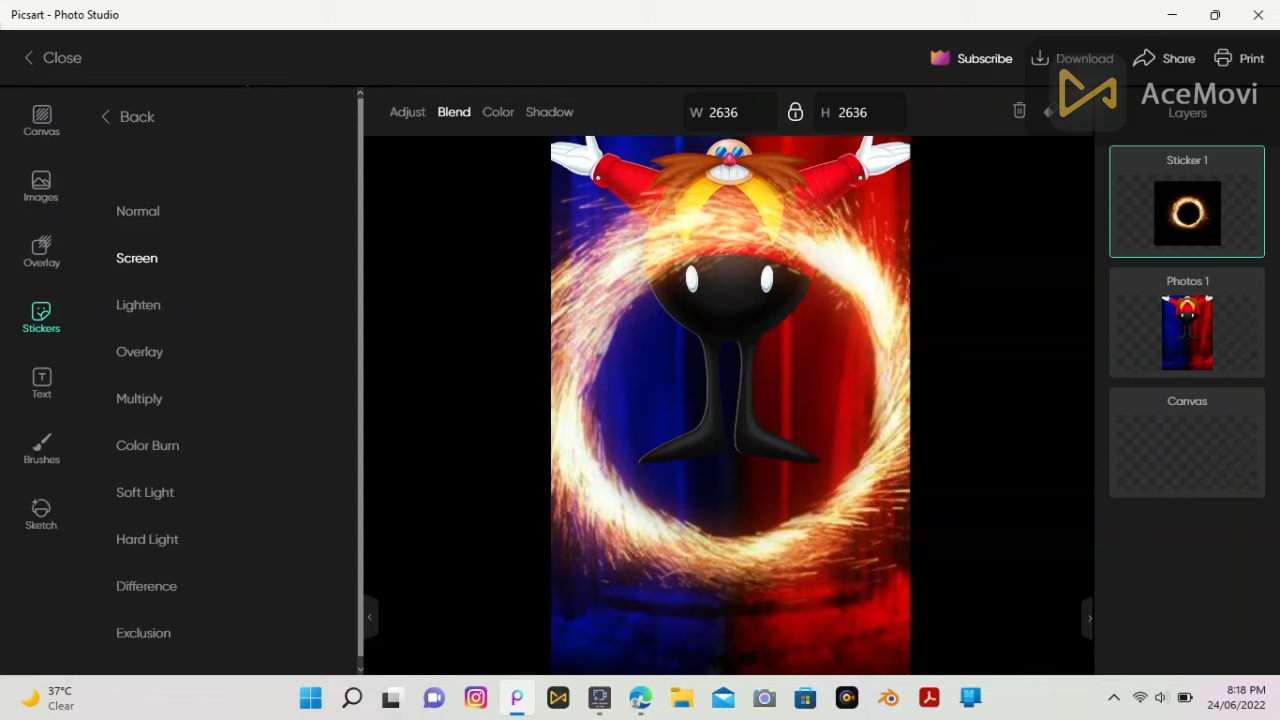 Picsart - Photo Studio
Close
Subscribe
Download
Share
Print
AceMovi
Canvas
Images
Overlay
Stickers
Text
Brushes
Sketch
Back
Normal
Screen
Lighten
Overlay
Multiply
Color Burn
Soft Light
Hard Light
Difference
Exclusion
Adjust Blend Color Shadow
W 2636
H 2636
Layers
Sticker 1
Photos 1
Canvas
37°C
Clear
8:18 PM
24/06/2022